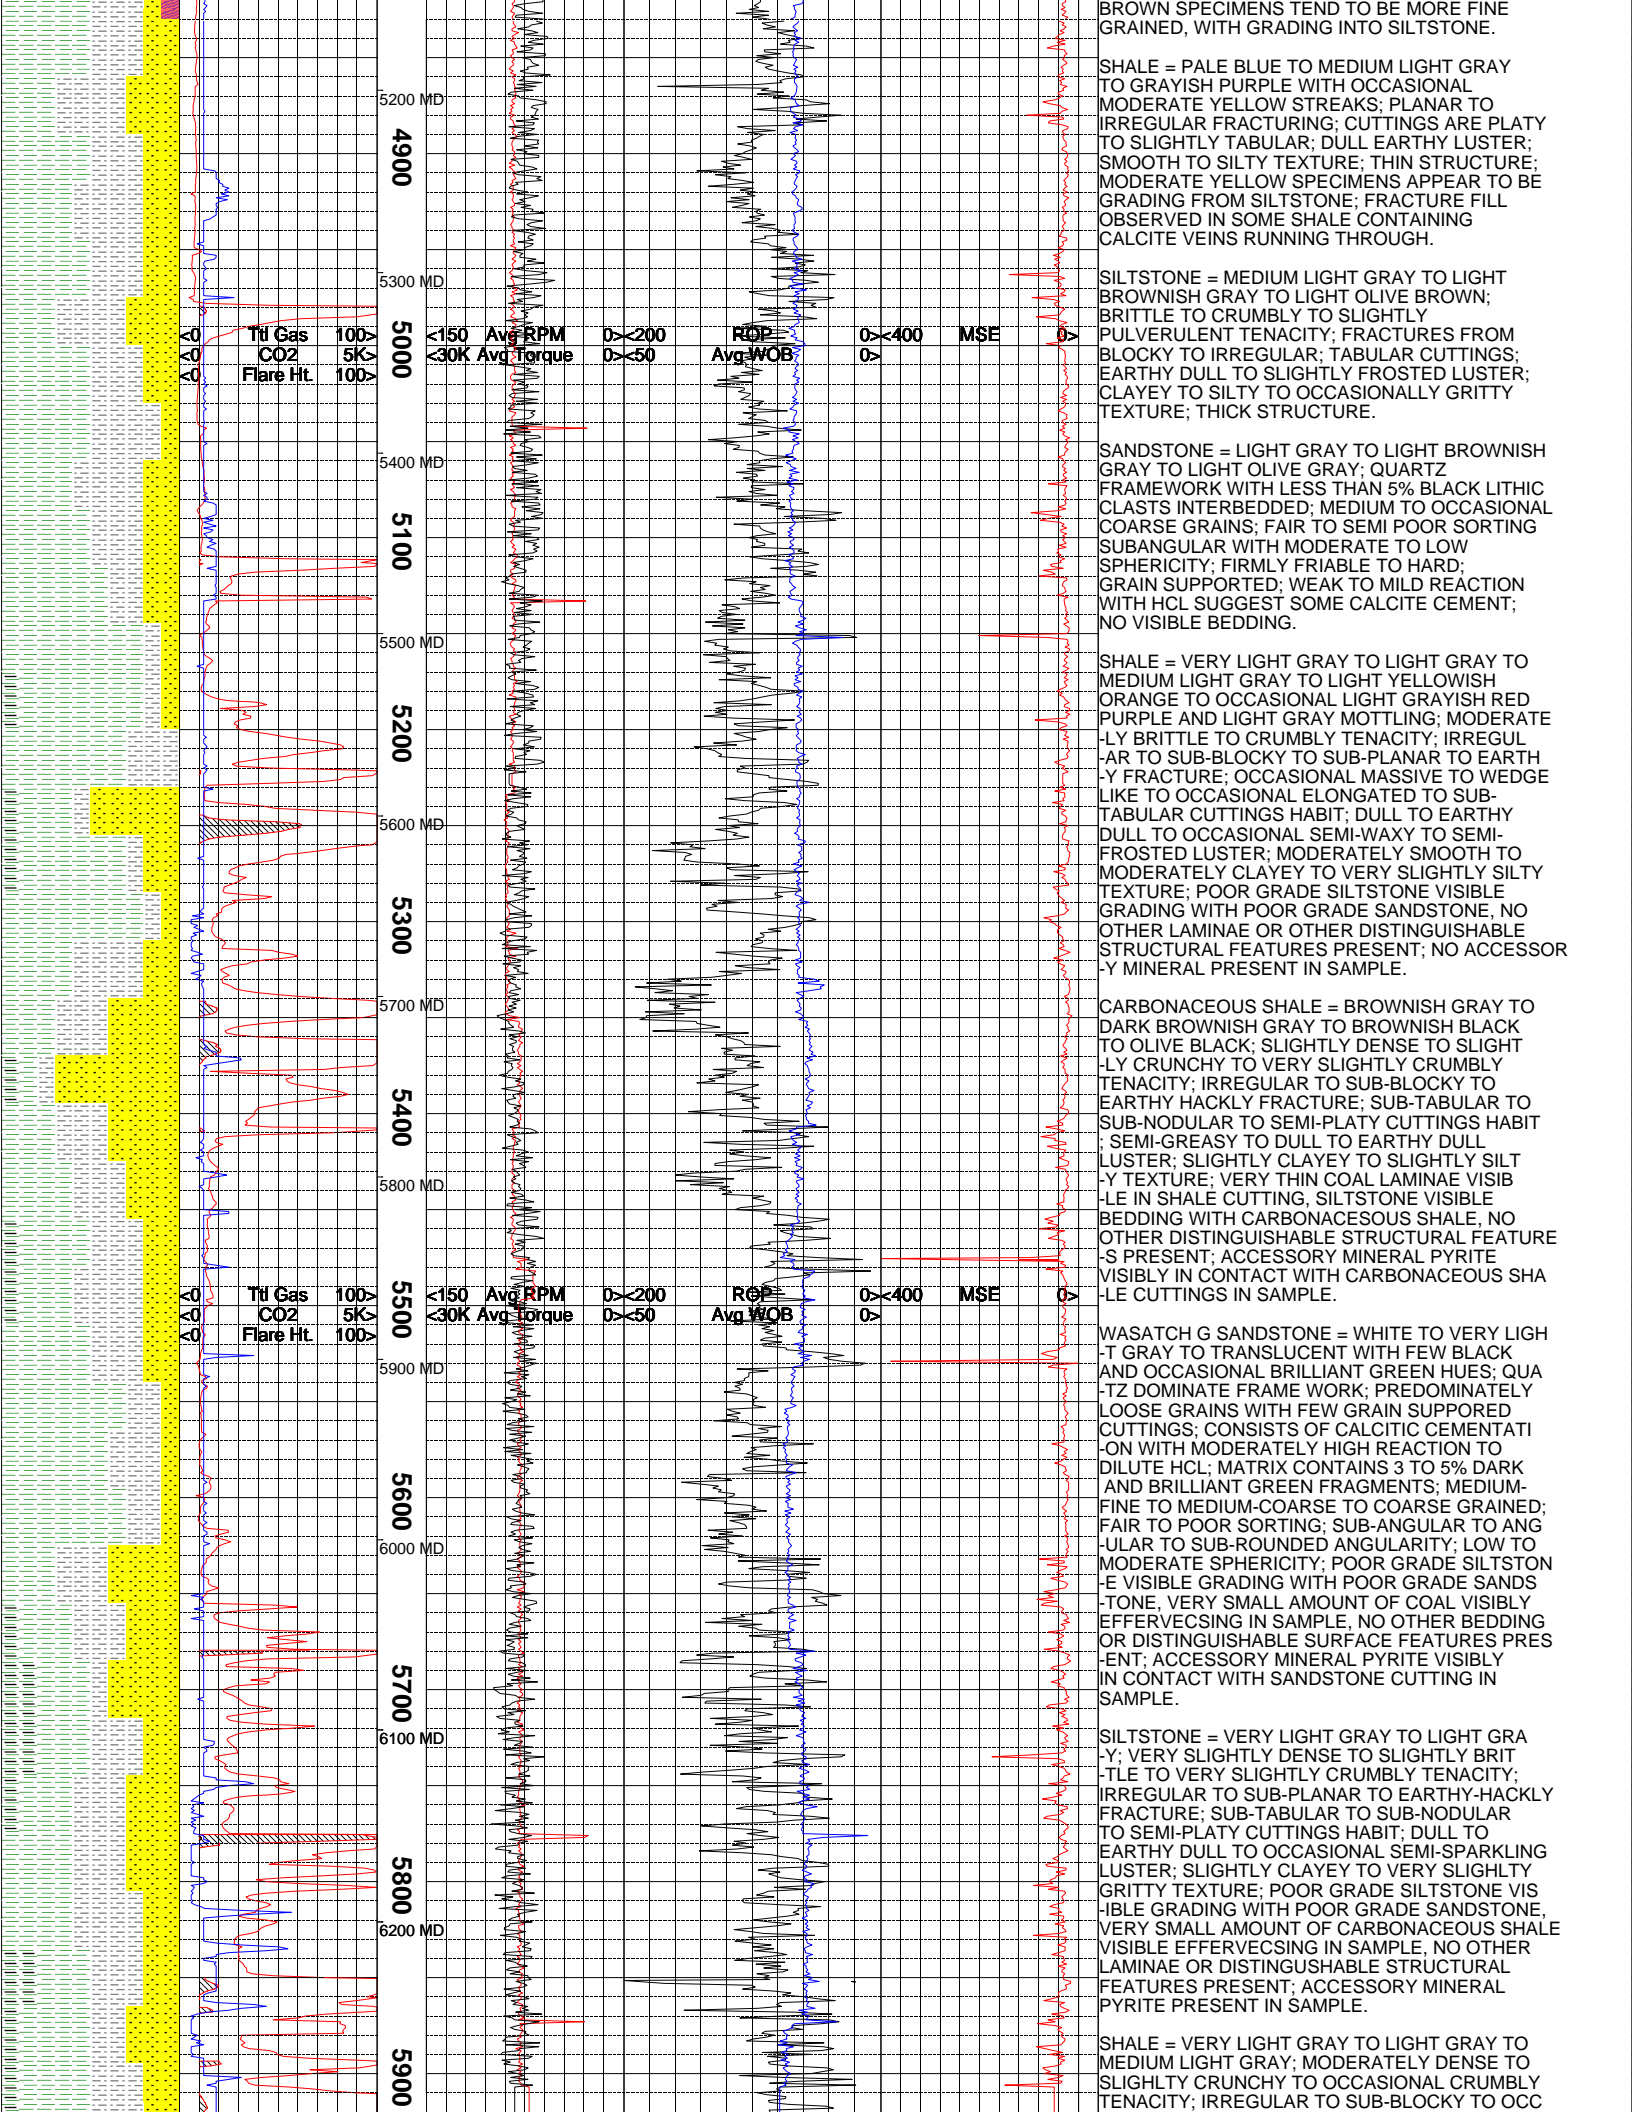 BROWN SPECIMENS TEND TO BE MORE FINE
GRAINED, WITH GRADING INTO SILTSTONE.
SHALE = PALE BLUE TO MEDIUM LIGHT GRAY
TO GRAYISH PURPLE WITH OCCASIONAL
MODERATE YELLOW STREAKS; PLANAR TO
IRREGULAR FRACTURING; CUTTINGS ARE PLATY
TO SLIGHTLY TABULAR; DULL EARTHY LUSTER;
SMOOTH TO SILTY TEXTURE; THIN STRUCTURE;
MODERATE YELLOW SPECIMENS APPEAR TO BE
GRADING FROM SILTSTONE; FRACTURE FILL
OBSERVED IN SOME SHALE CONTAINING
CALCITE VEINS RUNNING THROUGH.
SILTSTONE = MEDIUM LIGHT GRAY TO LIGHT
BROWNISH GRAY TO LIGHT OLIVE BROWN;
BRITTLE TO CRUMBLY TO SLIGHTLY
PULVERULENT TENACITY; FRACTURES FROM
BLOCKY TO IRREGULAR; TABULAR CUTTINGS;
EARTHY DULL TO SLIGHTLY FROSTED LUSTER;
CLAYEY TO SILTY TO OCCASIONALLY GRITTY
TEXTURE; THICK STRUCTURE.
SANDSTONE = LIGHT GRAY TO LIGHT BROWNISH
GRAY TO LIGHT OLIVE GRAY; QUARTZ
FRAMEWORK WITH LESS THAN 5% BLACK LITHIC
CLASTS INTERBEDDED; MEDIUM TO OCCASIONAL
COARSE GRAINS; FAIR TO SEMI POOR SORTING
SUBANGULAR WITH MODERATE TO LOW
SPHERICITY; FIRMLY FRIABLE TO HARD;
GRAIN SUPPORTED; WEAK TO MILD REACTION
WITH HCL SUGGEST SOME CALCITE CEMENT;
NO VISIBLE BEDDING.
SHALE = VERY LIGHT GRAY TO LIGHT GRAY TO
MEDIUM LIGHT GRAY TO LIGHT YELLOWISH
ORANGE TO OCCASIONAL LIGHT GRAYISH RED
PURPLE AND LIGHT GRAY MOTTLING; MODERATE
-LY BRITTLE TO CRUMBLY TENACITY; IRREGUL
-AR TO SUB-BLOCKY TO SUB-PLANAR TO EARTH
-Y FRACTURE; OCCASIONAL MASSIVE TO WEDGE
LIKE TO OCCASIONAL ELONGATED TO SUB-
TABULAR CUTTINGS HABIT; DULL TO EARTHY
DULL TO OCCASIONAL SEMI-WAXY TO SEMI-
FROSTED LUSTER; MODERATELY SMOOTH TO
MODERATELY CLAYEY TO VERY SLIGHTLY SILTY
TEXTURE; POOR GRADE SILTSTONE VISIBLE
GRADING WITH POOR GRADE SANDSTONE, NO
OTHER LAMINAE OR OTHER DISTINGUISHABLE
STRUCTURAL FEATURES PRESENT; NO ACCESSOR
-Y MINERAL PRESENT IN SAMPLE.
CARBONACEOUS SHALE = BROWNISH GRAY TO
DARK BROWNISH GRAY TO BROWNISH BLACK
TO OLIVE BLACK; SLIGHTLY DENSE TO SLIGHT
-LY CRUNCHY TO VERY SLIGHTLY CRUMBLY
TENACITY; IRREGULAR TO SUB-BLOCKY TO
EARTHY HACKLY FRACTURE; SUB-TABULAR TO
SUB-NODULAR TO SEMI-PLATY CUTTINGS HABIT
; SEMI-GREASY TO DULL TO EARTHY DULL
LUSTER; SLIGHTLY CLAYEY TO SLIGHTLY SILT
-Y TEXTURE; VERY THIN COAL LAMINAE VISIB
-LE IN SHALE CUTTING, SILTSTONE VISIBLE
BEDDING WITH CARBONACESOUS SHALE, NO
OTHER DISTINGUISHABLE STRUCTURAL FEATURE
-S PRESENT; ACCESSORY MINERAL PYRITE
VISIBLY IN CONTACT WITH CARBONACEOUS SHA
-LE CUTTINGS IN SAMPLE.
WASATCH G SANDSTONE = WHITE TO VERY LIGH
-T GRAY TO TRANSLUCENT WITH FEW BLACK
AND OCCASIONAL BRILLIANT GREEN HUES; QUA
-TZ DOMINATE FRAME WORK; PREDOMINATELY
LOOSE GRAINS WITH FEW GRAIN SUPPORED
CUTTINGS; CONSISTS OF CALCITIC CEMENTATI
-ON WITH MODERATELY HIGH REACTION TO
DILUTE HCL; MATRIX CONTAINS 3 TO 5% DARK
AND BRILLIANT GREEN FRAGMENTS; MEDIUM-
FINE TO MEDIUM-COARSE TO COARSE GRAINED;
FAIR TO POOR SORTING; SUB-ANGULAR TO ANG
-ULAR TO SUB-ROUNDED ANGULARITY; LOW TO
MODERATE SPHERICITY; POOR GRADE SILTSTON
-E VISIBLE GRADING WITH POOR GRADE SANDS
-TONE, VERY SMALL AMOUNT OF COAL VISIBLY
EFFERVECSING IN SAMPLE, NO OTHER BEDDING
OR DISTINGUISHABLE SURFACE FEATURES PRES
-ENT; ACCESSORY MINERAL PYRITE VISIBLY
IN CONTACT WITH SANDSTONE CUTTING IN
SAMPLE.
SILTSTONE = VERY LIGHT GRAY TO LIGHT GRA
-Y; VERY SLIGHTLY DENSE TO SLIGHTLY BRIT
-TLE TO VERY SLIGHTLY CRUMBLY TENACITY;
IRREGULAR TO SUB-PLANAR TO EARTHY-HACKLY
FRACTURE; SUB-TABULAR TO SUB-NODULAR
TO SEMI-PLATY CUTTINGS HABIT; DULL TO
EARTHY DULL TO OCCASIONAL SEMI-SPARKLING
LUSTER; SLIGHTLY CLAYEY TO VERY SLIGHLTY
GRITTY TEXTURE; POOR GRADE SILTSTONE VIS
-IBLE GRADING WITH POOR GRADE SANDSTONE,
VERY SMALL AMOUNT OF CARBONACEOUS SHALE
VISIBLE EFFERVECSING IN SAMPLE, NO OTHER
LAMINAE OR DISTINGUSHABLE STRUCTURAL
FEATURES PRESENT; ACCESSORY MINERAL
PYRITE PRESENT IN SAMPLE.
SHALE = VERY LIGHT GRAY TO LIGHT GRAY TO
MEDIUM LIGHT GRAY; MODERATELY DENSE TO
SLIGHLTY CRUNCHY TO OCCASIONAL CRUMBLY
TENACITY; IRREGULAR TO SUB-BLOCKY TO OCC
5200 MD
4900
5300 MD
<0 Ttl Gas 100> <150 Avg RPM 0><200 ROP 0><400 MSE 0>
<0 CO2 5K> <30K Avg Torque 0><50 Avg WOB 0>
<0 Flare Ht. 100>
5000
5400 MD
5100
5500 MD
5200
5600 MD
5300
5700 MD
5400
5800 MD
<0 Ttl Gas 100> <150 Avg RPM 0><200 ROP 0><400 MSE 0>
<0 CO2 5K> <30K Avg Torque 0><50 Avg WOB 0>
<0 Flare Ht. 100>
5500
5900 MD
5600
6000 MD
5700
6100 MD
5800
6200 MD
5900